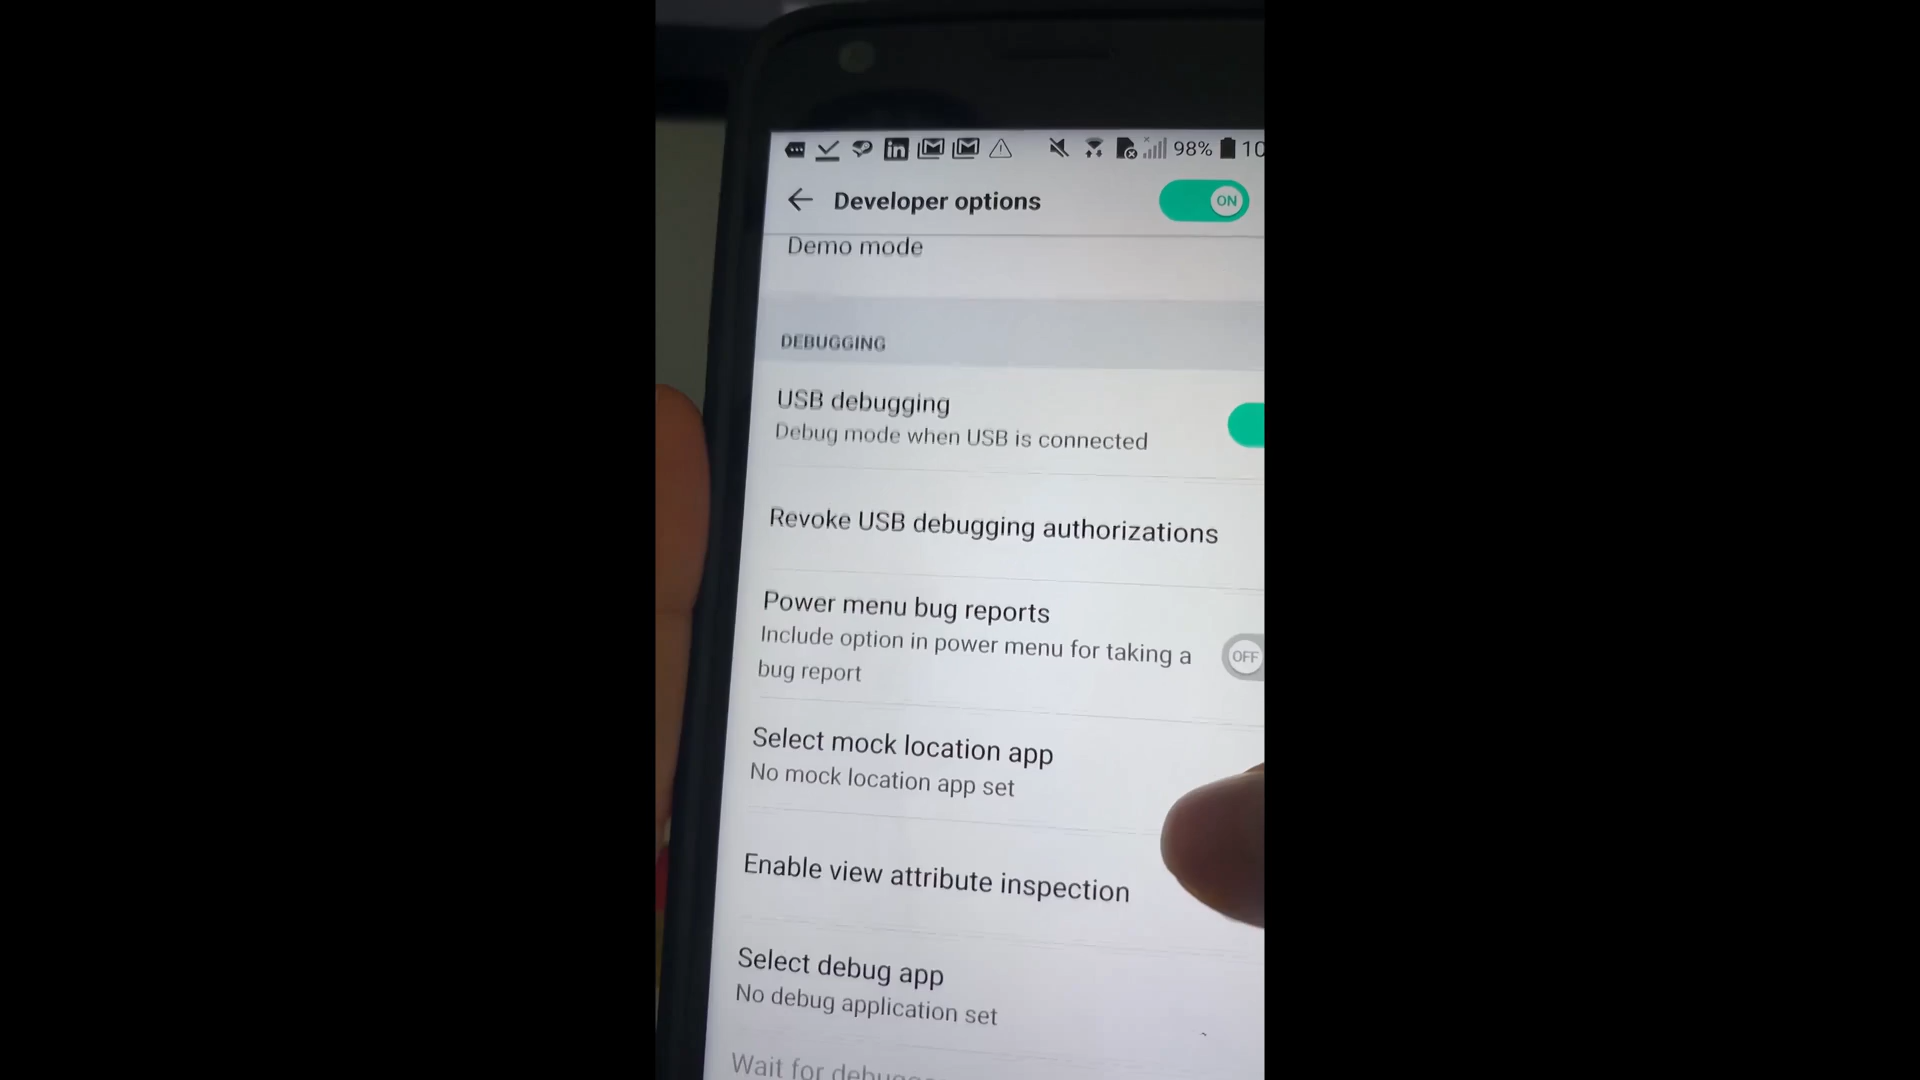 in 98% 10
Developer options ON
Demo mode
DEBUGGING
USB debugging
Debug mode when USB is connected
Revoke USB debugging authorizations
Power menu bug reports
Include option in power menu for taking a
bug report
OFF
Select mock location app
No mock location app set
Enable view attribute inspection
Select debug app
No debug application set
Wait for